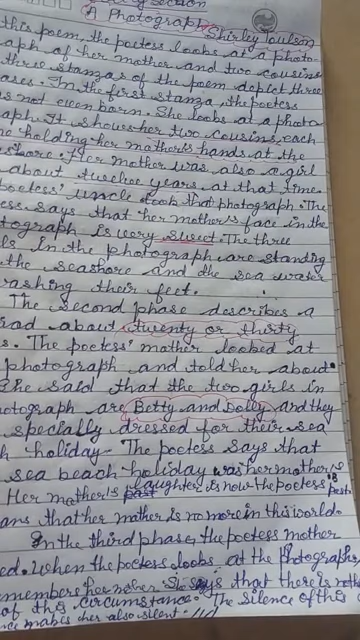 section
A Photograph Shirley Toulson
this poem, the poetess looks at a photo-
aph of her mother and two cousins
three stanzas of the poem depict three
ases. In the first stanza, the poetess
s not even born. She looks at a photo
aph. It shows her two cousins, each
e holding her mother's hands at the
shore. Her mother was also a girl
about twelve years at that time.
oetess' Uncle took that photograph. The
ess says that her mother's face in the
tograph is very sweet. The three
ls in the photograph are standing
the seashore and the sea water
rashing their feet.
The second phase describes a
iod about twenty or thirty
s. The poetess' mother looked at
photograph and told her about.
She said that the two girls in
otograph are Betty and Dolly and they
specially dressed for their sea
h holiday. The poetess says that
sea beach holiday was her mother's
Her mother's laughter is now the poetess's
past.
ans that her mother is no more in this world.
In the third phase, the poetess mother
ed. When the poetess looks at the photographs,
members her mother She says that there is
of this circumstance. The silence of this
nce makes her also silent.